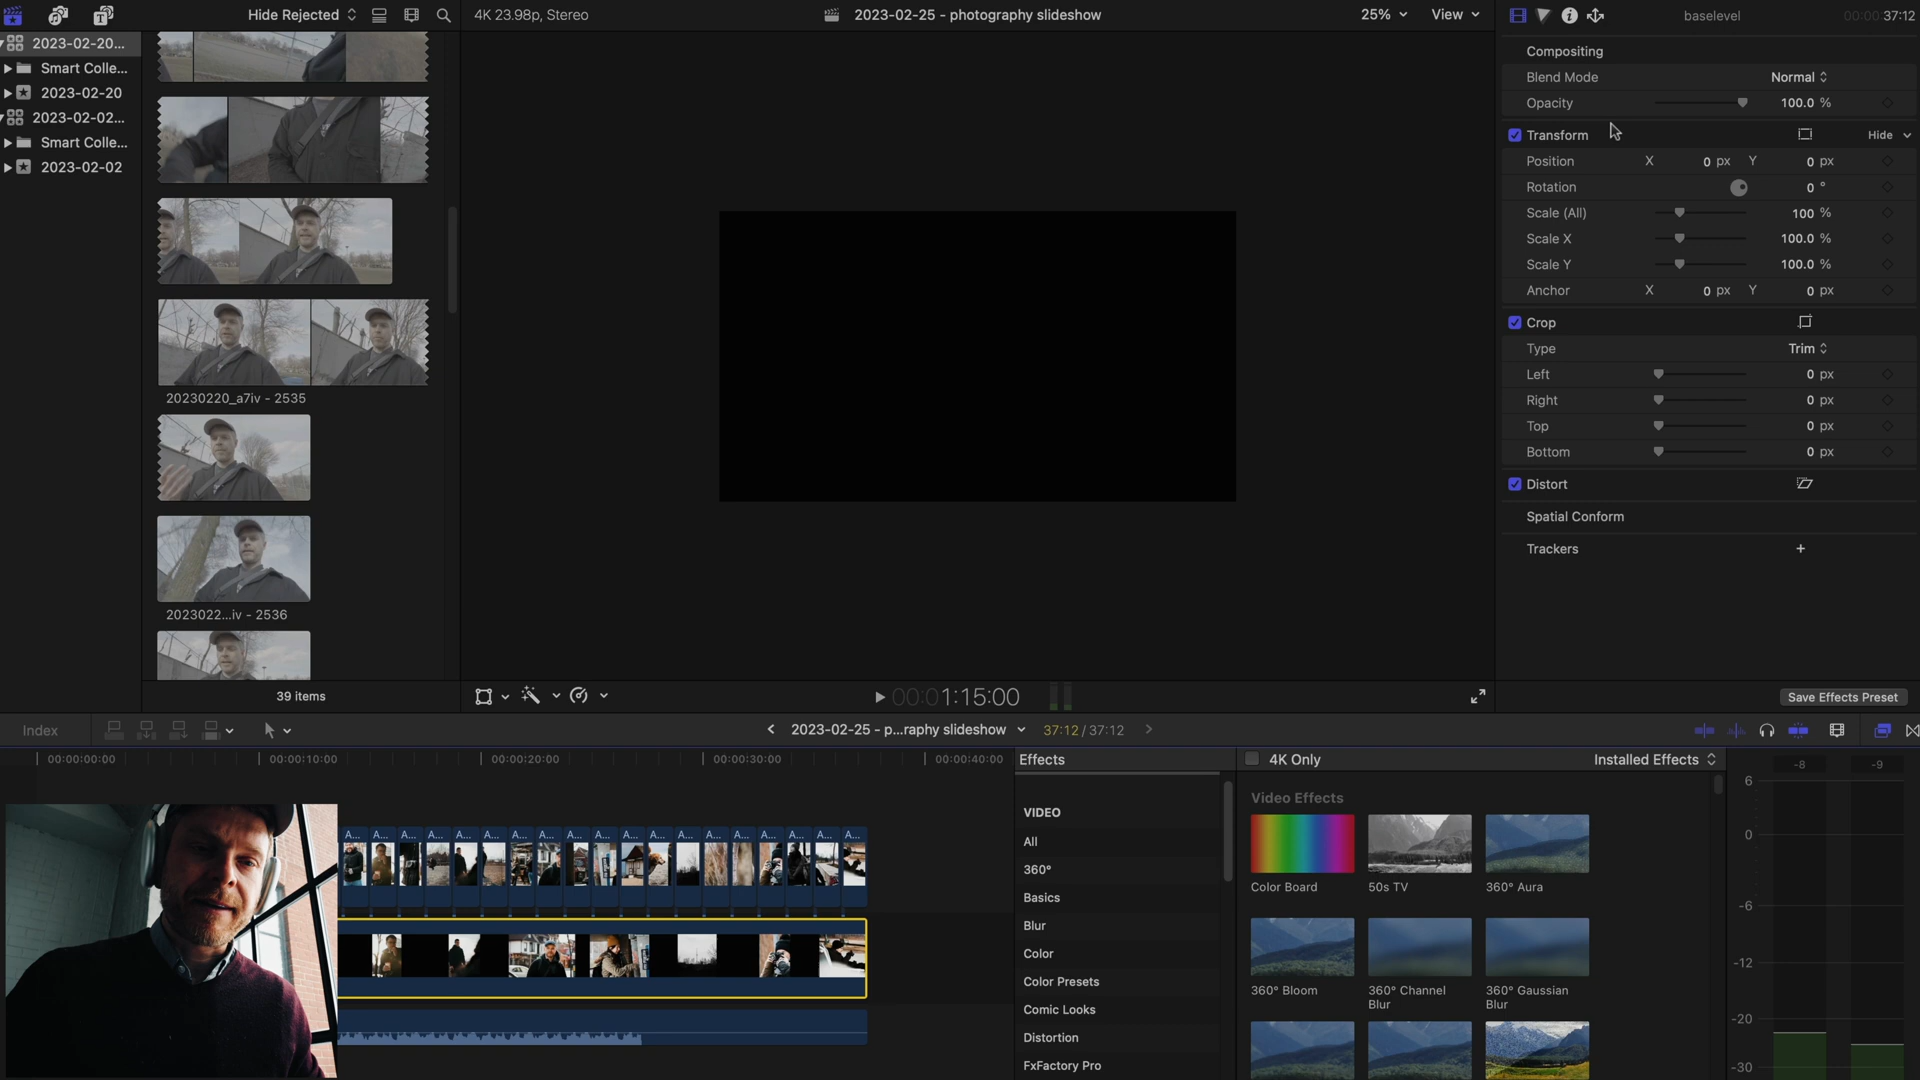 Hide Rejected
4K 23.98p, Stereo
2023-02-25 - photography slideshow
25%
View
baselevel
00:00:37:12
2023-02-20...
Smart Colle...
2023-02-20
2023-02-02...
Smart Colle...
2023-02-02
20230220_a7iv - 2535
2023022...iv - 2536
39 items
Compositing
Blend Mode
Normal
Opacity
100.0 %
Transform
Hide
Position X 0 px Y 0 px
Rotation 0 °
Scale (All) 100 %
Scale X 100.0 %
Scale Y 100.0 %
Anchor X 0 px Y 0 px
Crop
Type Trim
Left 0 px
Right 0 px
Top 0 px
Bottom 0 px
Distort
Spatial Conform
Trackers +
00:01:15:00
Save Effects Preset
Index
2023-02-25 - p...raphy slideshow
37:12 / 37:12
00:00:00:00
00:00:10:00
00:00:20:00
00:00:30:00
00:00:40:00
A... A... A... A... A... A... A... A... A... A... A... A... A... A... A... A... A... A... A...
Effects
VIDEO
All
360°
Basics
Blur
Color
Color Presets
Comic Looks
Distortion
FxFactory Pro
4K Only
Installed Effects
Video Effects
Color Board
50s TV
360° Aura
360° Bloom
360° Channel
Blur
360° Gaussian
Blur
-8
-9
6
0
-6
-12
-20
-30